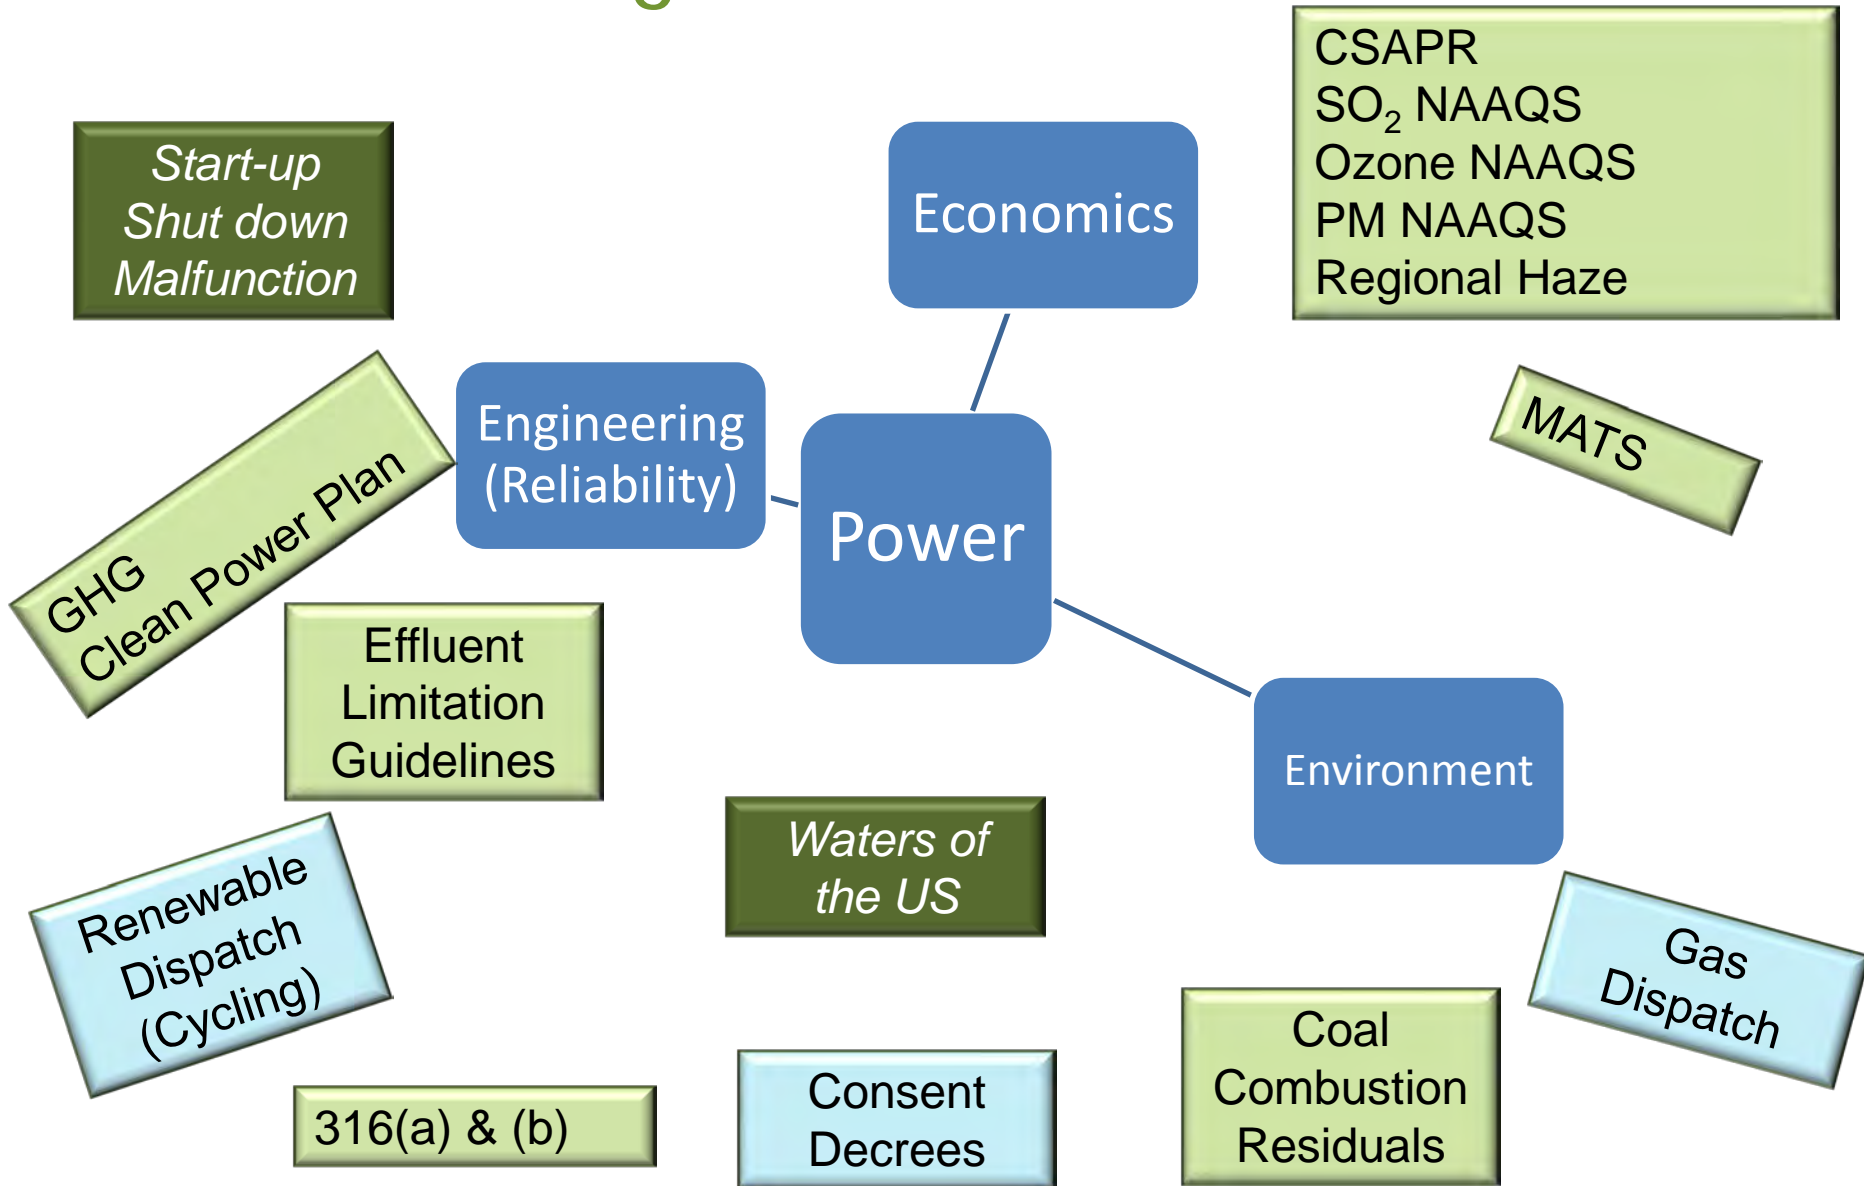 CSAPR
SO₂ NAAQS
Ozone NAAQS
PM NAAQS
Regional Haze
Start-up
Shut down
Malfunction
Economics
Engineering
(Reliability)
MATS
GHG
Clean Power Plan
Power
Effluent
Limitation
Guidelines
Environment
Waters of
the US
Renewable
Dispatch
(Cycling)
Gas
Dispatch
316(a) & (b)
Consent
Decrees
Coal
Combustion
Residuals